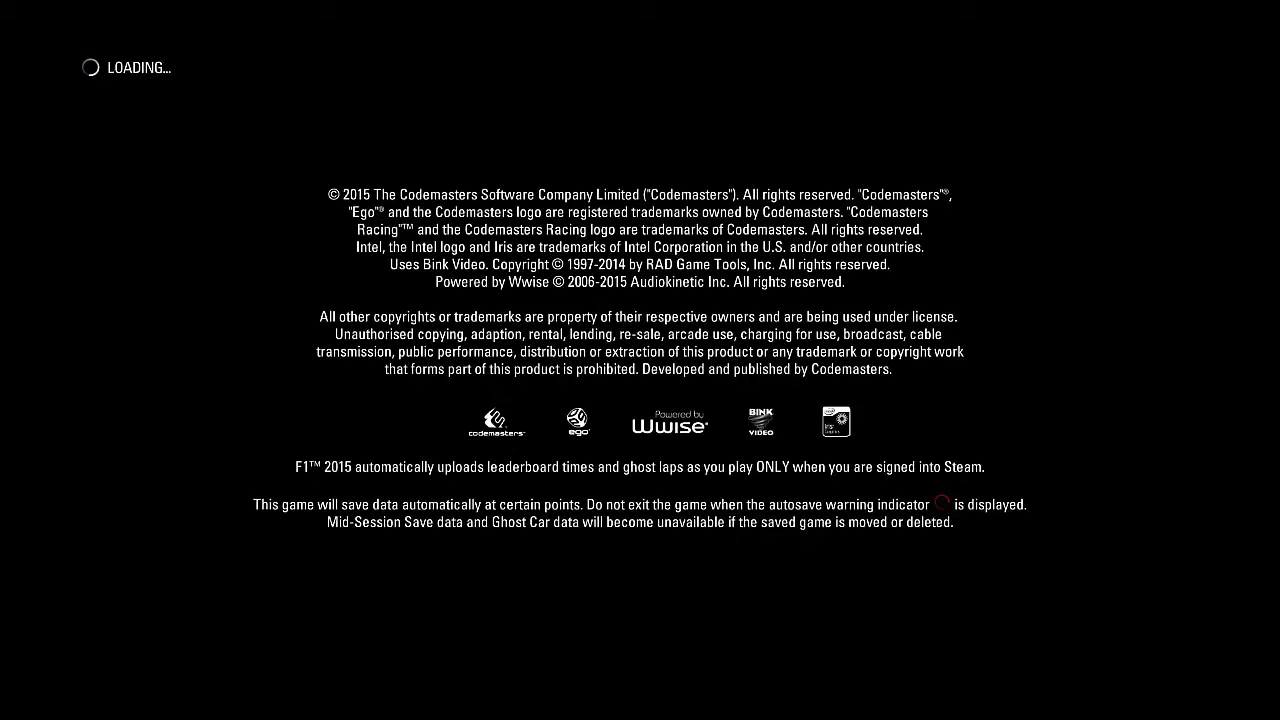 LOADING...
© 2015 The Codemasters Software Company Limited ("Codemasters"). All rights reserved. "Codemasters"®,
"Ego"® and the Codemasters logo are registered trademarks owned by Codemasters. "Codemasters
Racing"™ and the Codemasters Racing logo are trademarks of Codemasters. All rights reserved.
Intel, the Intel logo and Iris are trademarks of Intel Corporation in the U.S. and/or other countries.
Uses Bink Video. Copyright © 1997-2014 by RAD Game Tools, Inc. All rights reserved.
Powered by Wwise © 2006-2015 Audiokinetic Inc. All rights reserved.
All other copyrights or trademarks are property of their respective owners and are being used under license.
Unauthorised copying, adaption, rental, lending, re-sale, arcade use, charging for use, broadcast, cable
transmission, public performance, distribution or extraction of this product or any trademark or copyright work
that forms part of this product is prohibited. Developed and published by Codemasters.
codemasters™ ego® Powered by Wwise® BINK VIDEO intel Iris Graphics
F1™ 2015 automatically uploads leaderboard times and ghost laps as you play ONLY when you are signed into Steam.
This game will save data automatically at certain points. Do not exit the game when the autosave warning indicator is displayed.
Mid-Session Save data and Ghost Car data will become unavailable if the saved game is moved or deleted.